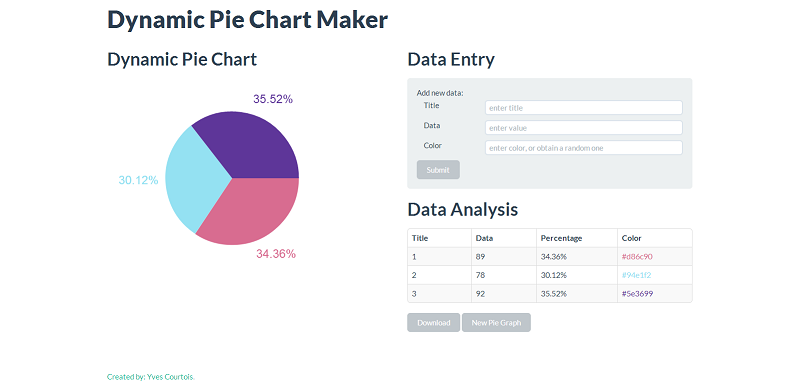 Dynamic Pie Chart Maker
Dynamic Pie Chart
35.52%
30.12%
34.36%
Data Entry
Add new data:
Title enter title
Data enter value
Color enter color, or obtain a random one
Submit
Data Analysis
Title Data Percentage Color
1 89 34.36% #d86c90
2 78 30.12% #94e1f2
3 92 35.52% #5e3699
Download New Pie Graph
Created by: Yves Courtois.